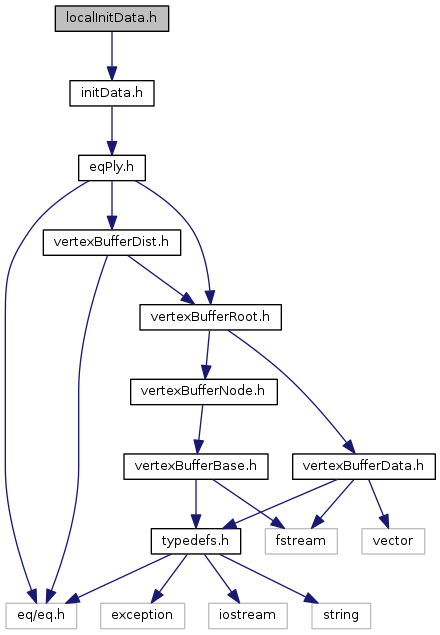 localInitData.h
initData.h
eqPly.h
vertexBufferDist.h
vertexBufferRoot.h
vertexBufferNode.h
vertexBufferBase.h
vertexBufferData.h
typedefs.h
fstream
vector
eq/eq.h
exception
iostream
string